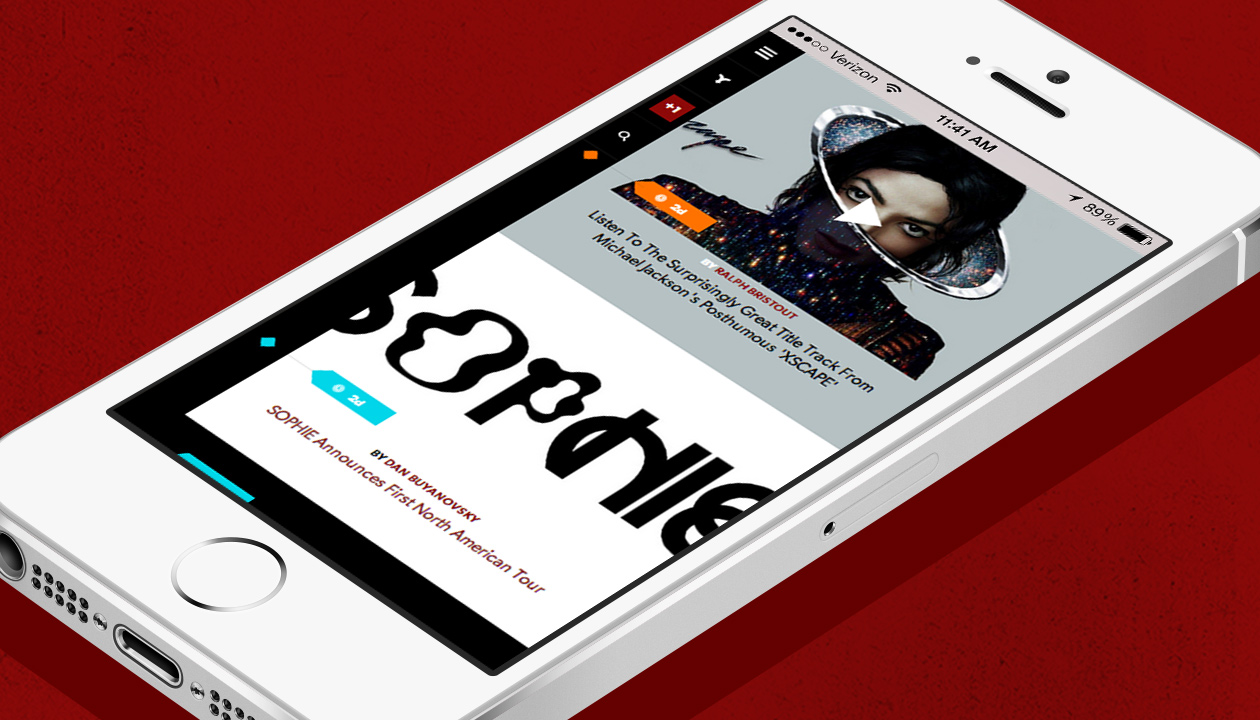 Verizon
11:41 AM
89%
+1
2d
BY RALPH BRISTOUT
Listen To The Surprisingly Great Title Track From
Michael Jackson's Posthumous 'XSCAPE'
SOPHIE
2d
BY DAN BUYANOVSKY
SOPHIE Announces First North American Tour